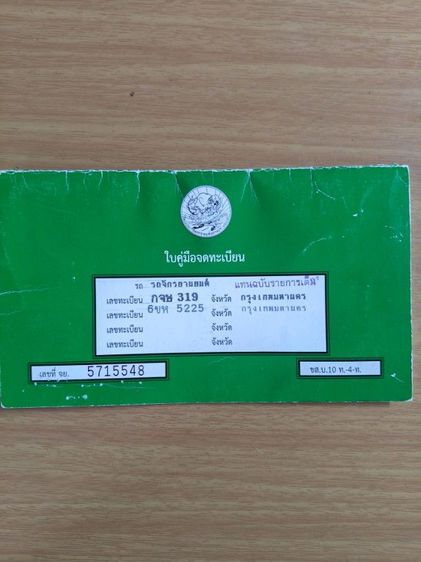 ใบคู่มือจดทะเบียน
รถ รถจักรยานยนต์ แทนฉบับรายการเต็ม
เลขทะเบียน กจษ 319 จังหวัด กรุงเทพมหานคร
เลขทะเบียน 6ขห 5225 จังหวัด กรุงเทพมหานคร
เลขทะเบียน จังหวัด
เลขทะเบียน จังหวัด
เลขที่ จย. 5715548
ขส.บ.10 ท.-4-ท.